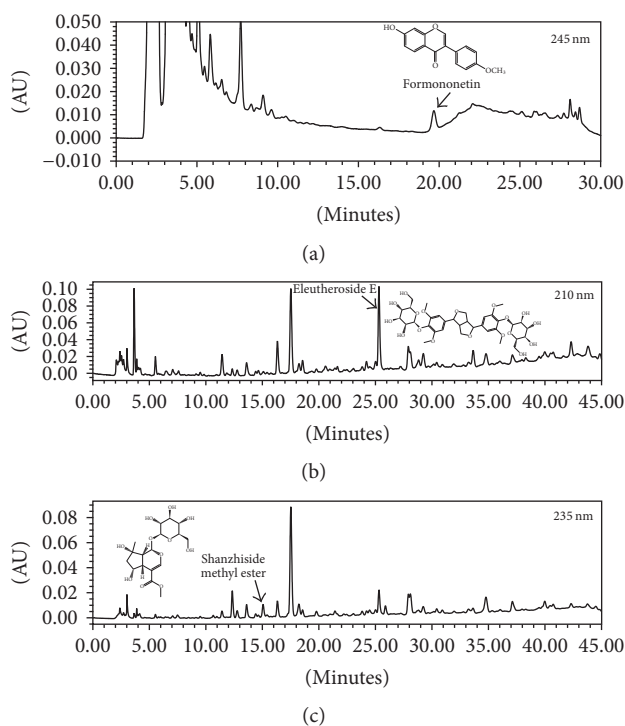 0.050
245 nm
HO
O
O
OCH₃
0.040
0.030
0.020
0.010
0.000
−0.010
(AU)
Formononetin
0.00 5.00 10.00 15.00 20.00 25.00 30.00
(Minutes)
(a)
0.10
0.08
0.06
0.04
0.02
0.00
(AU)
Eleutheroside E
210 nm
0.00 5.00 10.00 15.00 20.00 25.00 30.00 35.00 40.00 45.00
(Minutes)
(b)
0.08
0.06
0.04
0.02
0.00
(AU)
235 nm
Shanzhiside
methyl ester
0.00 5.00 10.00 15.00 20.00 25.00 30.00 35.00 40.00 45.00
(Minutes)
(c)